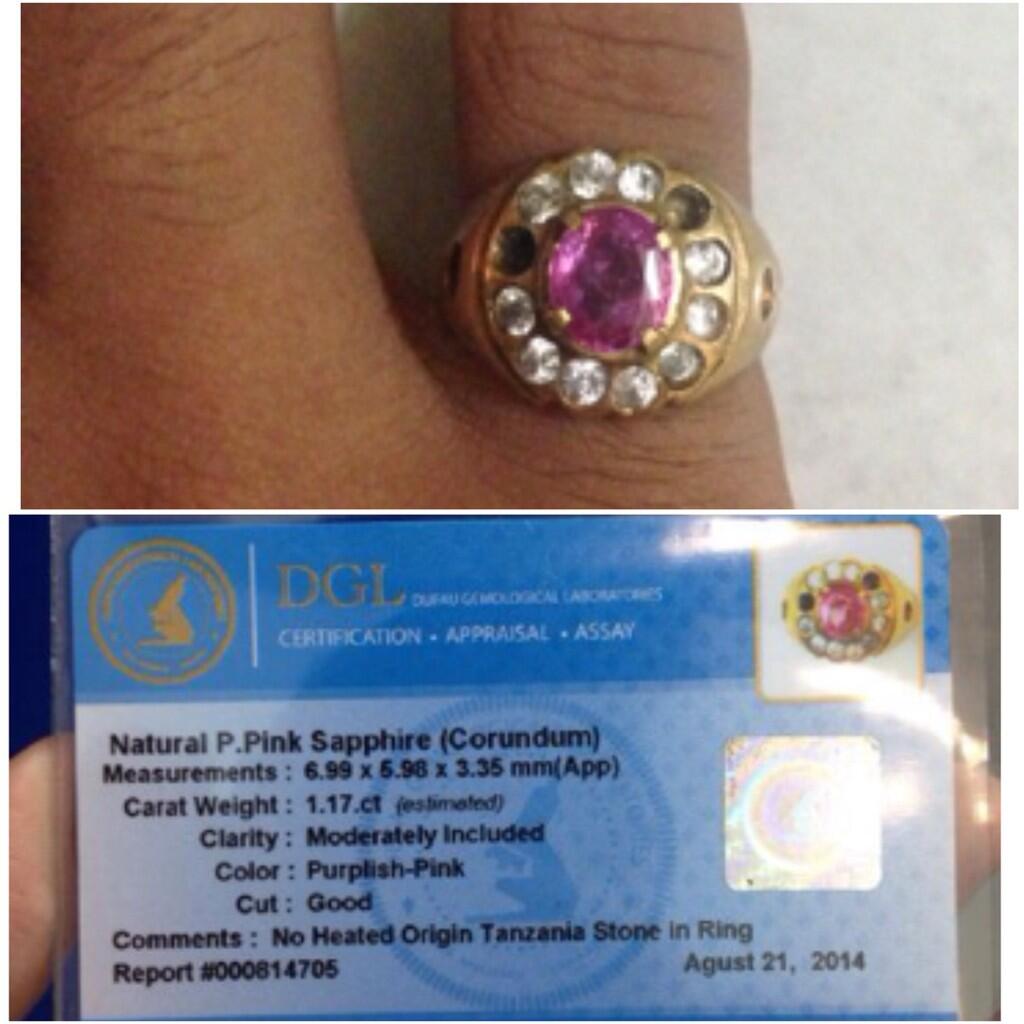 DGL DUFKU GEMOLOGICAL LABORATORIES
CERTIFICATION • APPRAISAL • ASSAY
Natural P.Pink Sapphire (Corundum)
Measurements : 6.99 x 5.98 x 3.35 mm(App)
Carat Weight : 1.17.ct (estimated)
Clarity : Moderately Included
Color : Purplish-Pink
Cut : Good
Comments : No Heated Origin Tanzania Stone in Ring
Report #000814705
Agust 21, 2014